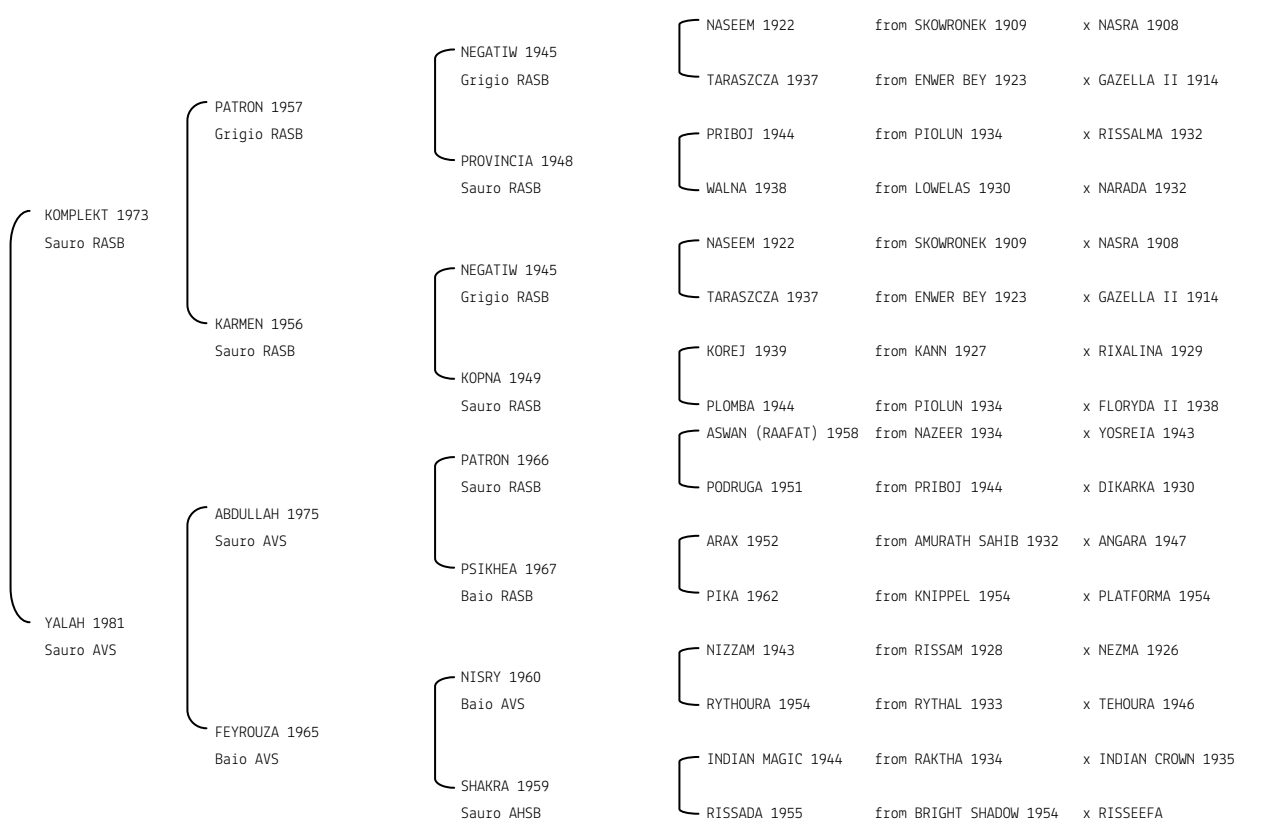 NASEEM 1922 from SKOWRONEK 1909 x NASRA 1908
NEGATIW 1945
Grigio RASB
TARASZCZA 1937 from ENWER BEY 1923 x GAZELLA II 1914
PATRON 1957
Grigio RASB
PRIBOJ 1944 from PIOLUN 1934 x RISSALMA 1932
PROVINCIA 1948
Sauro RASB
WALNA 1938 from LOWELAS 1930 x NARADA 1932
KOMPLEKT 1973
Sauro RASB
NASEEM 1922 from SKOWRONEK 1909 x NASRA 1908
NEGATIW 1945
Grigio RASB
TARASZCZA 1937 from ENWER BEY 1923 x GAZELLA II 1914
KARMEN 1956
Sauro RASB
KOREJ 1939 from KANN 1927 x RIXALINA 1929
KOPNA 1949
Sauro RASB
PLOMBA 1944 from PIOLUN 1934 x FLORYDA II 1938
ASWAN (RAAFAT) 1958 from NAZEER 1934 x YOSREIA 1943
PATRON 1966
Sauro RASB
PODRUGA 1951 from PRIBOJ 1944 x DIKARKA 1930
ABDULLAH 1975
Sauro AVS
ARAX 1952 from AMURATH SAHIB 1932 x ANGARA 1947
PSIKHEA 1967
Baio RASB
PIKA 1962 from KNIPPEL 1954 x PLATFORMA 1954
YALAH 1981
Sauro AVS
NIZZAM 1943 from RISSAM 1928 x NEZMA 1926
NISRY 1960
Baio AVS
RYTHOURA 1954 from RYTHAL 1933 x TEHOURA 1946
FEYROUZA 1965
Baio AVS
INDIAN MAGIC 1944 from RAKTHA 1934 x INDIAN CROWN 1935
SHAKRA 1959
Sauro AHSB
RISSADA 1955 from BRIGHT SHADOW 1954 x RISSEEFA